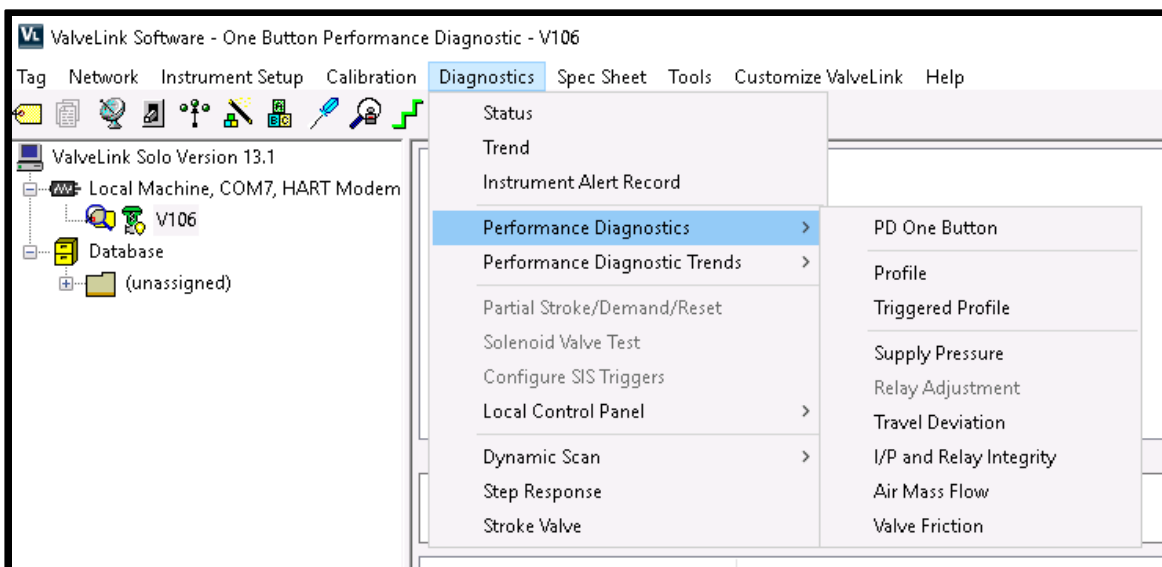 VL ValveLink Software - One Button Performance Diagnostic - V106
Tag Network Instrument Setup Calibration Diagnostics Spec Sheet Tools Customize ValveLink Help
ValveLink Solo Version 13.1
Local Machine, COM7, HART Modem
V106
Database
(unassigned)
Status
Trend
Instrument Alert Record
Performance Diagnostics
Performance Diagnostic Trends
Partial Stroke/Demand/Reset
Solenoid Valve Test
Configure SIS Triggers
Local Control Panel
Dynamic Scan
Step Response
Stroke Valve
PD One Button
Profile
Triggered Profile
Supply Pressure
Relay Adjustment
Travel Deviation
I/P and Relay Integrity
Air Mass Flow
Valve Friction